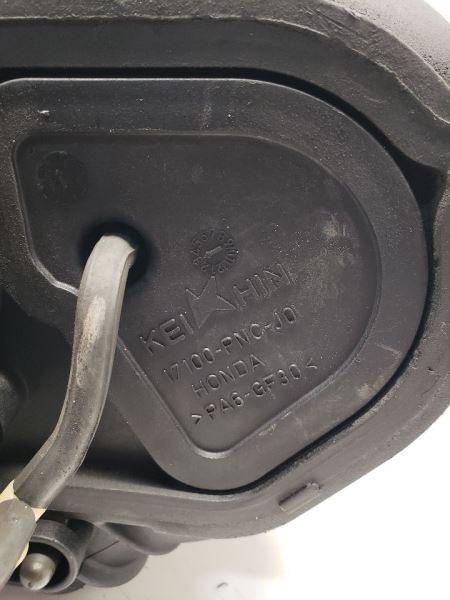 KEIHIN
17100-PNC-J01
HONDA
>PA6-GF30<